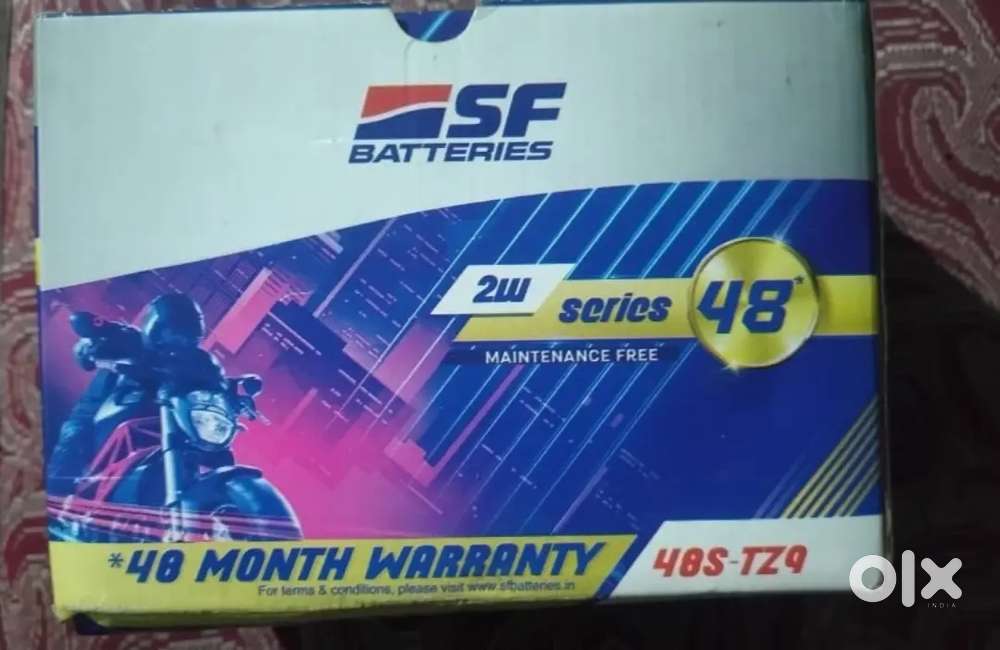 SF
BATTERIES
2W series 48*
MAINTENANCE FREE
*48 MONTH WARRANTY
For terms & conditions, please visit www.sfbatteries.in
48S-TZ9
OLX
INDIA